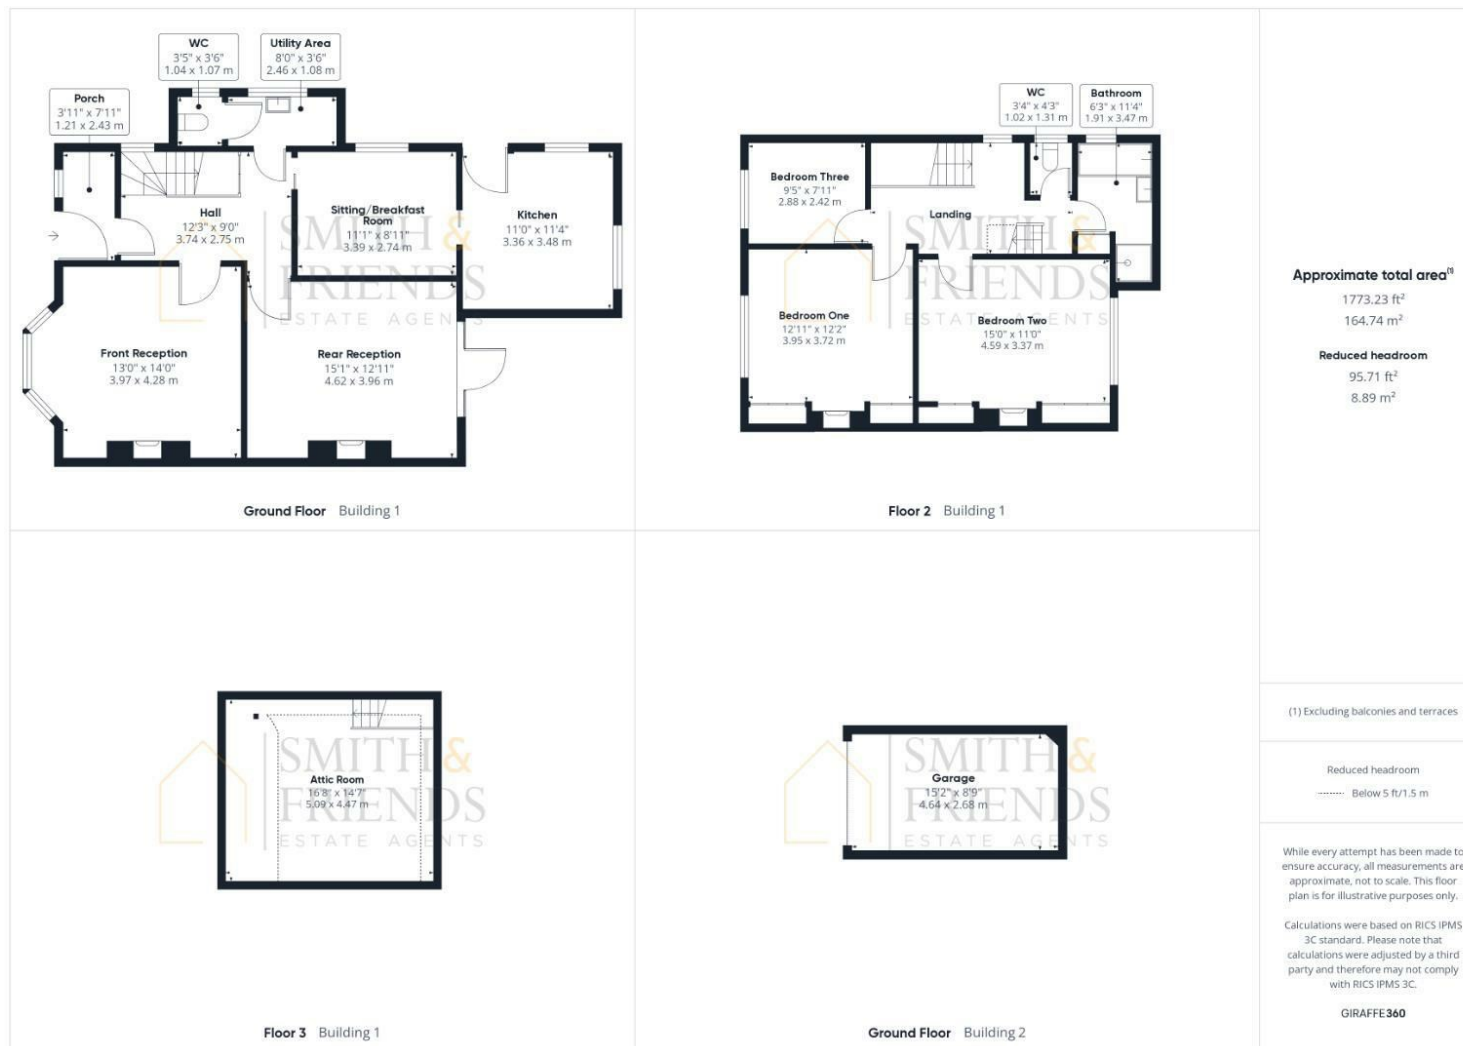 WC
3'5" x 3'6"
1.04 x 1.07 m
Utility Area
8'0" x 3'6"
2.46 x 1.08 m
Porch
3'11" x 7'11"
1.21 x 2.43 m
Hall
12'3" x 9'0"
3.74 x 2.75 m
Sitting/Breakfast
Room
11'1" x 8'11"
3.39 x 2.74 m
Kitchen
11'0" x 11'4"
3.36 x 3.48 m
SMITH &
FRIENDS
ESTATE AGENTS
Front Reception
13'0" x 14'0"
3.97 x 4.28 m
Rear Reception
15'1" x 12'11"
4.62 x 3.96 m
Ground Floor Building 1
WC
3'4" x 4'3"
1.02 x 1.31 m
Bathroom
6'3" x 11'4"
1.91 x 3.47 m
Bedroom Three
9'5" x 7'11"
2.88 x 2.42 m
Landing
SMITH &
FRIENDS
ESTATE AGENTS
Bedroom One
12'11" x 12'2"
3.95 x 3.72 m
Bedroom Two
15'0" x 11'0"
4.59 x 3.37 m
Floor 2 Building 1
SMITH &
FRIENDS
ESTATE AGENTS
Attic Room
16'8" x 14'7"
5.09 x 4.47 m
Floor 3 Building 1
SMITH &
FRIENDS
ESTATE AGENTS
Garage
15'2" x 8'9"
4.64 x 2.68 m
Ground Floor Building 2
Approximate total area(1)
1773.23 ft²
164.74 m²
Reduced headroom
95.71 ft²
8.89 m²
(1) Excluding balconies and terraces
Reduced headroom
Below 5 ft/1.5 m
While every attempt has been made to
ensure accuracy, all measurements are
approximate, not to scale. This floor
plan is for illustrative purposes only.
Calculations were based on RICS IPMS
3C standard. Please note that
calculations were adjusted by a third
party and therefore may not comply
with RICS IPMS 3C.
GIRAFFE360